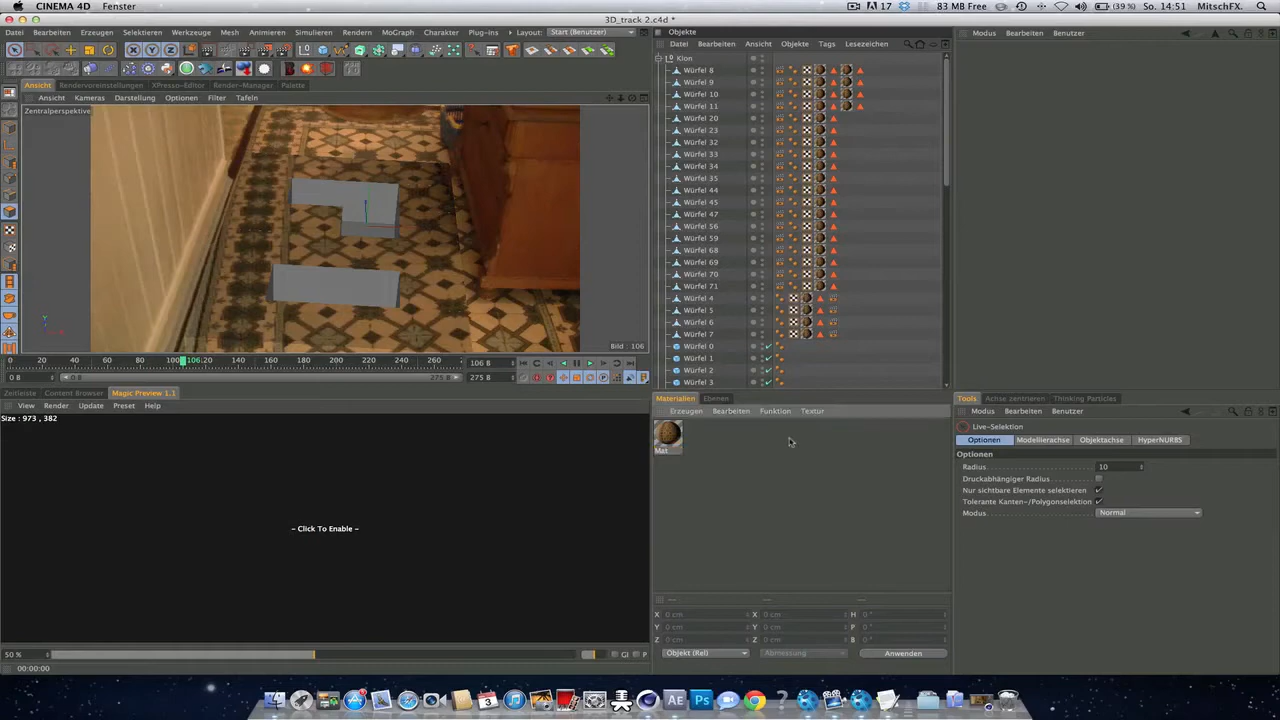 CINEMA 4D Fenster
17 83 MB Free (39 %) So. 14:51 MitschFX.
3D_track 2.c4d *
Datei Bearbeiten Erzeugen Selektion Werkzeuge Mesh Animieren Simulieren Rendern MoGraph Charakter Plug-ins Layout: Start (Benutzer)
Objekte
Datei Bearbeiten Ansicht Objekte Tags Lesezeichen
Modus Bearbeiten Benutzer
X Y Z
Ansicht Rendervoreinstellungen XPresso-Editor Render-Manager Palette
Ansicht Kameras Darstellung Optionen Filter Tafeln
Zentralperspektive
Y
Bild : 106
Klon
Würfel 8
Würfel 9
Würfel 10
Würfel 11
Würfel 20
Würfel 23
Würfel 32
Würfel 33
Würfel 34
Würfel 35
Würfel 44
Würfel 45
Würfel 47
Würfel 56
Würfel 59
Würfel 68
Würfel 69
Würfel 70
Würfel 71
Würfel 4
Würfel 5
Würfel 6
Würfel 7
Würfel 0
Würfel 1
Würfel 2
Würfel 3
0 20 40 60 80 100 106 120 140 160 180 200 220 240 260 106 B
0 B 0 B 275 B 275 B
Zeitleiste Content Browser Magic Preview 1.1
View Render Update Preset Help
Size : 973 , 382
– Click To Enable –
50 % GI P
00:00:00
Materialien Ebenen
Erzeugen Bearbeiten Funktion Textur
Mat
X 0 cm X 0 cm H 0 °
Y 0 cm Y 0 cm P 0 °
Z 0 cm Z 0 cm B 0 °
Objekt (Rel) Abmessung Anwenden
Tools Achse zentrieren Thinking Particles
Modus Bearbeiten Benutzer
Live-Selektion
Optionen Modellierachse Objektachse HyperNURBS
Optionen
Radius 10
Druckabhängiger Radius
Nur sichtbare Elemente selektieren
Tolerante Kanten-/Polygonselektion
Modus Normal
3
AE Ps